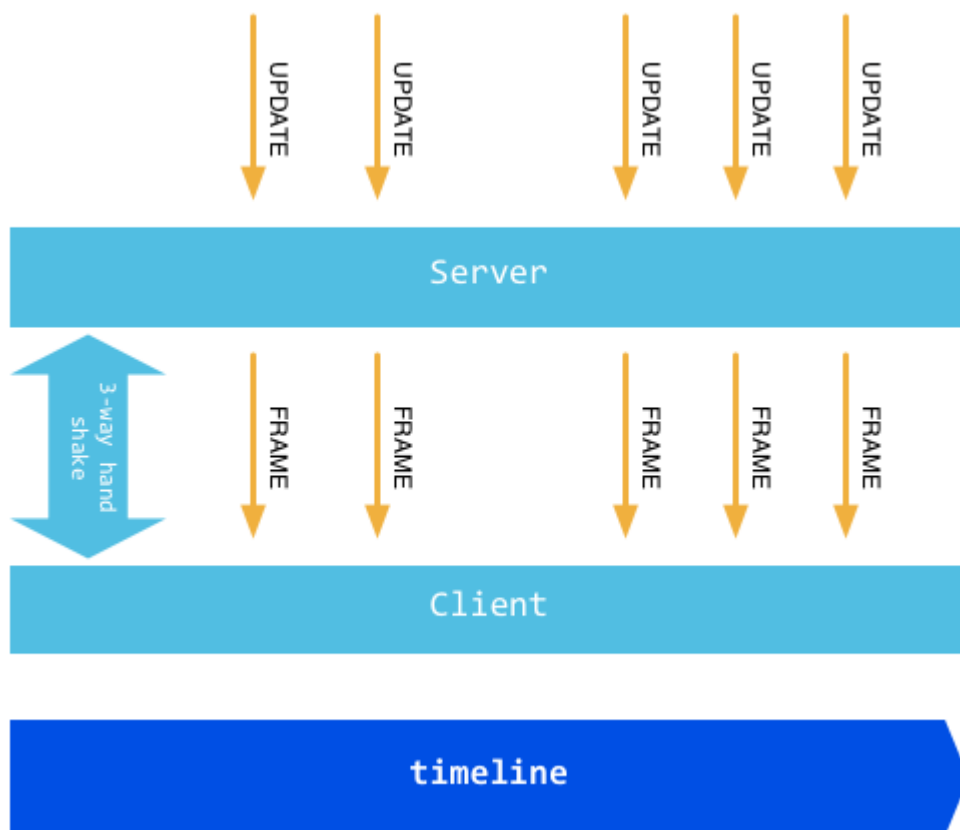 UPDATE
UPDATE
UPDATE
UPDATE
UPDATE
Server
3-way hand
shake
FRAME
FRAME
FRAME
FRAME
FRAME
Client
timeline